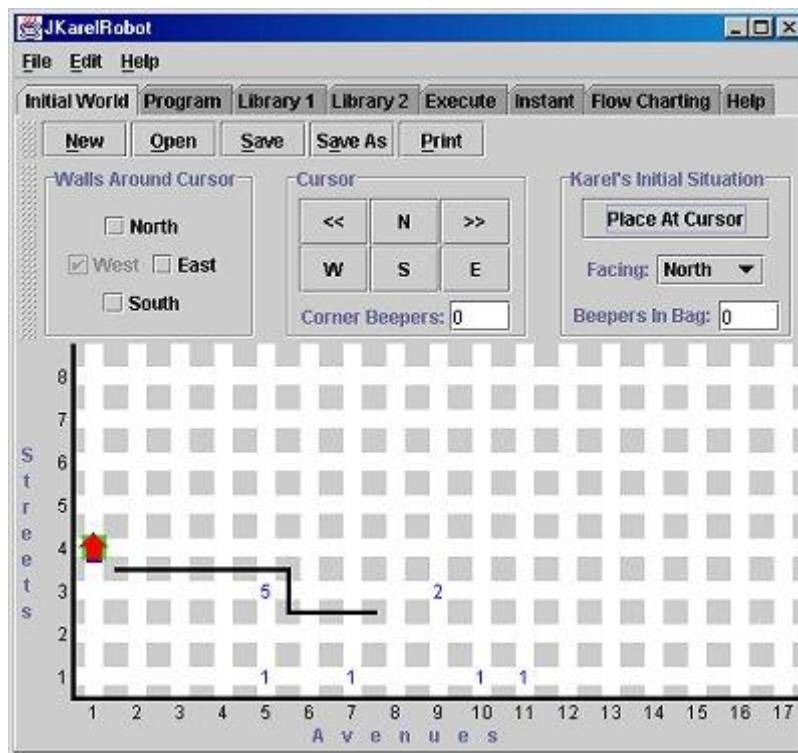 JKarelRobot
File Edit Help
Initial World Program Library 1 Library 2 Execute Instant Flow Charting Help
New Open Save Save As Print
Walls Around Cursor Cursor Karel's Initial Situation
North << N >> Place At Cursor
West East W S E Facing: North
South Corner Beepers: 0 Beepers In Bag: 0
8
7
6
5
4
3 5 2
2
1 1 1 1 1
Streets
1 2 3 4 5 6 7 8 9 10 11 12 13 14 15 16 17
Avenues